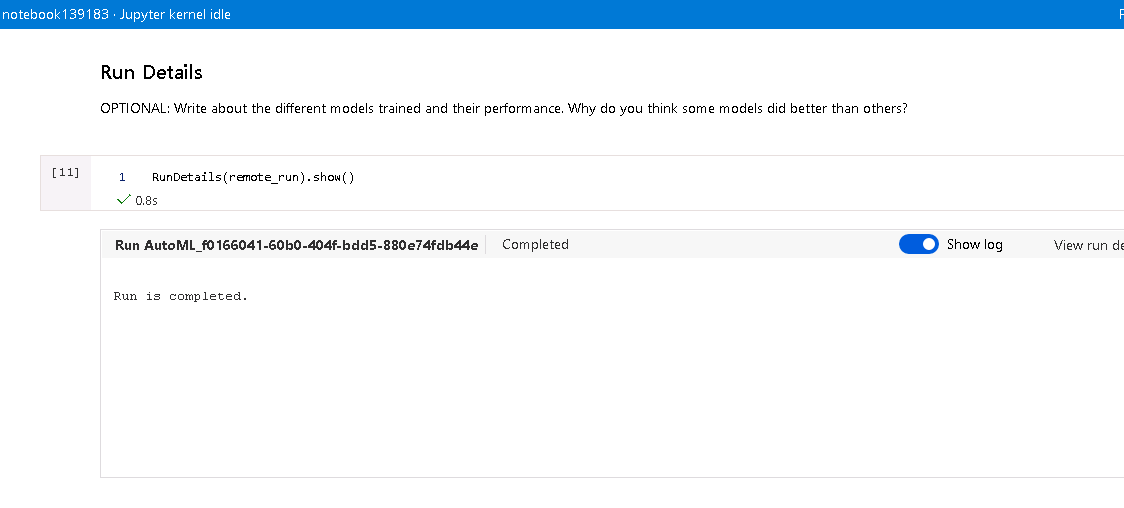 notebook139183 · Jupyter kernel idle
Run Details
OPTIONAL: Write about the different models trained and their performance. Why do you think some models did better than others?
[11]
1 RunDetails(remote_run).show()
0.8s
Run AutoML_f0166041-60b0-404f-bdd5-880e74fdb44e Completed Show log View run de
Run is completed.